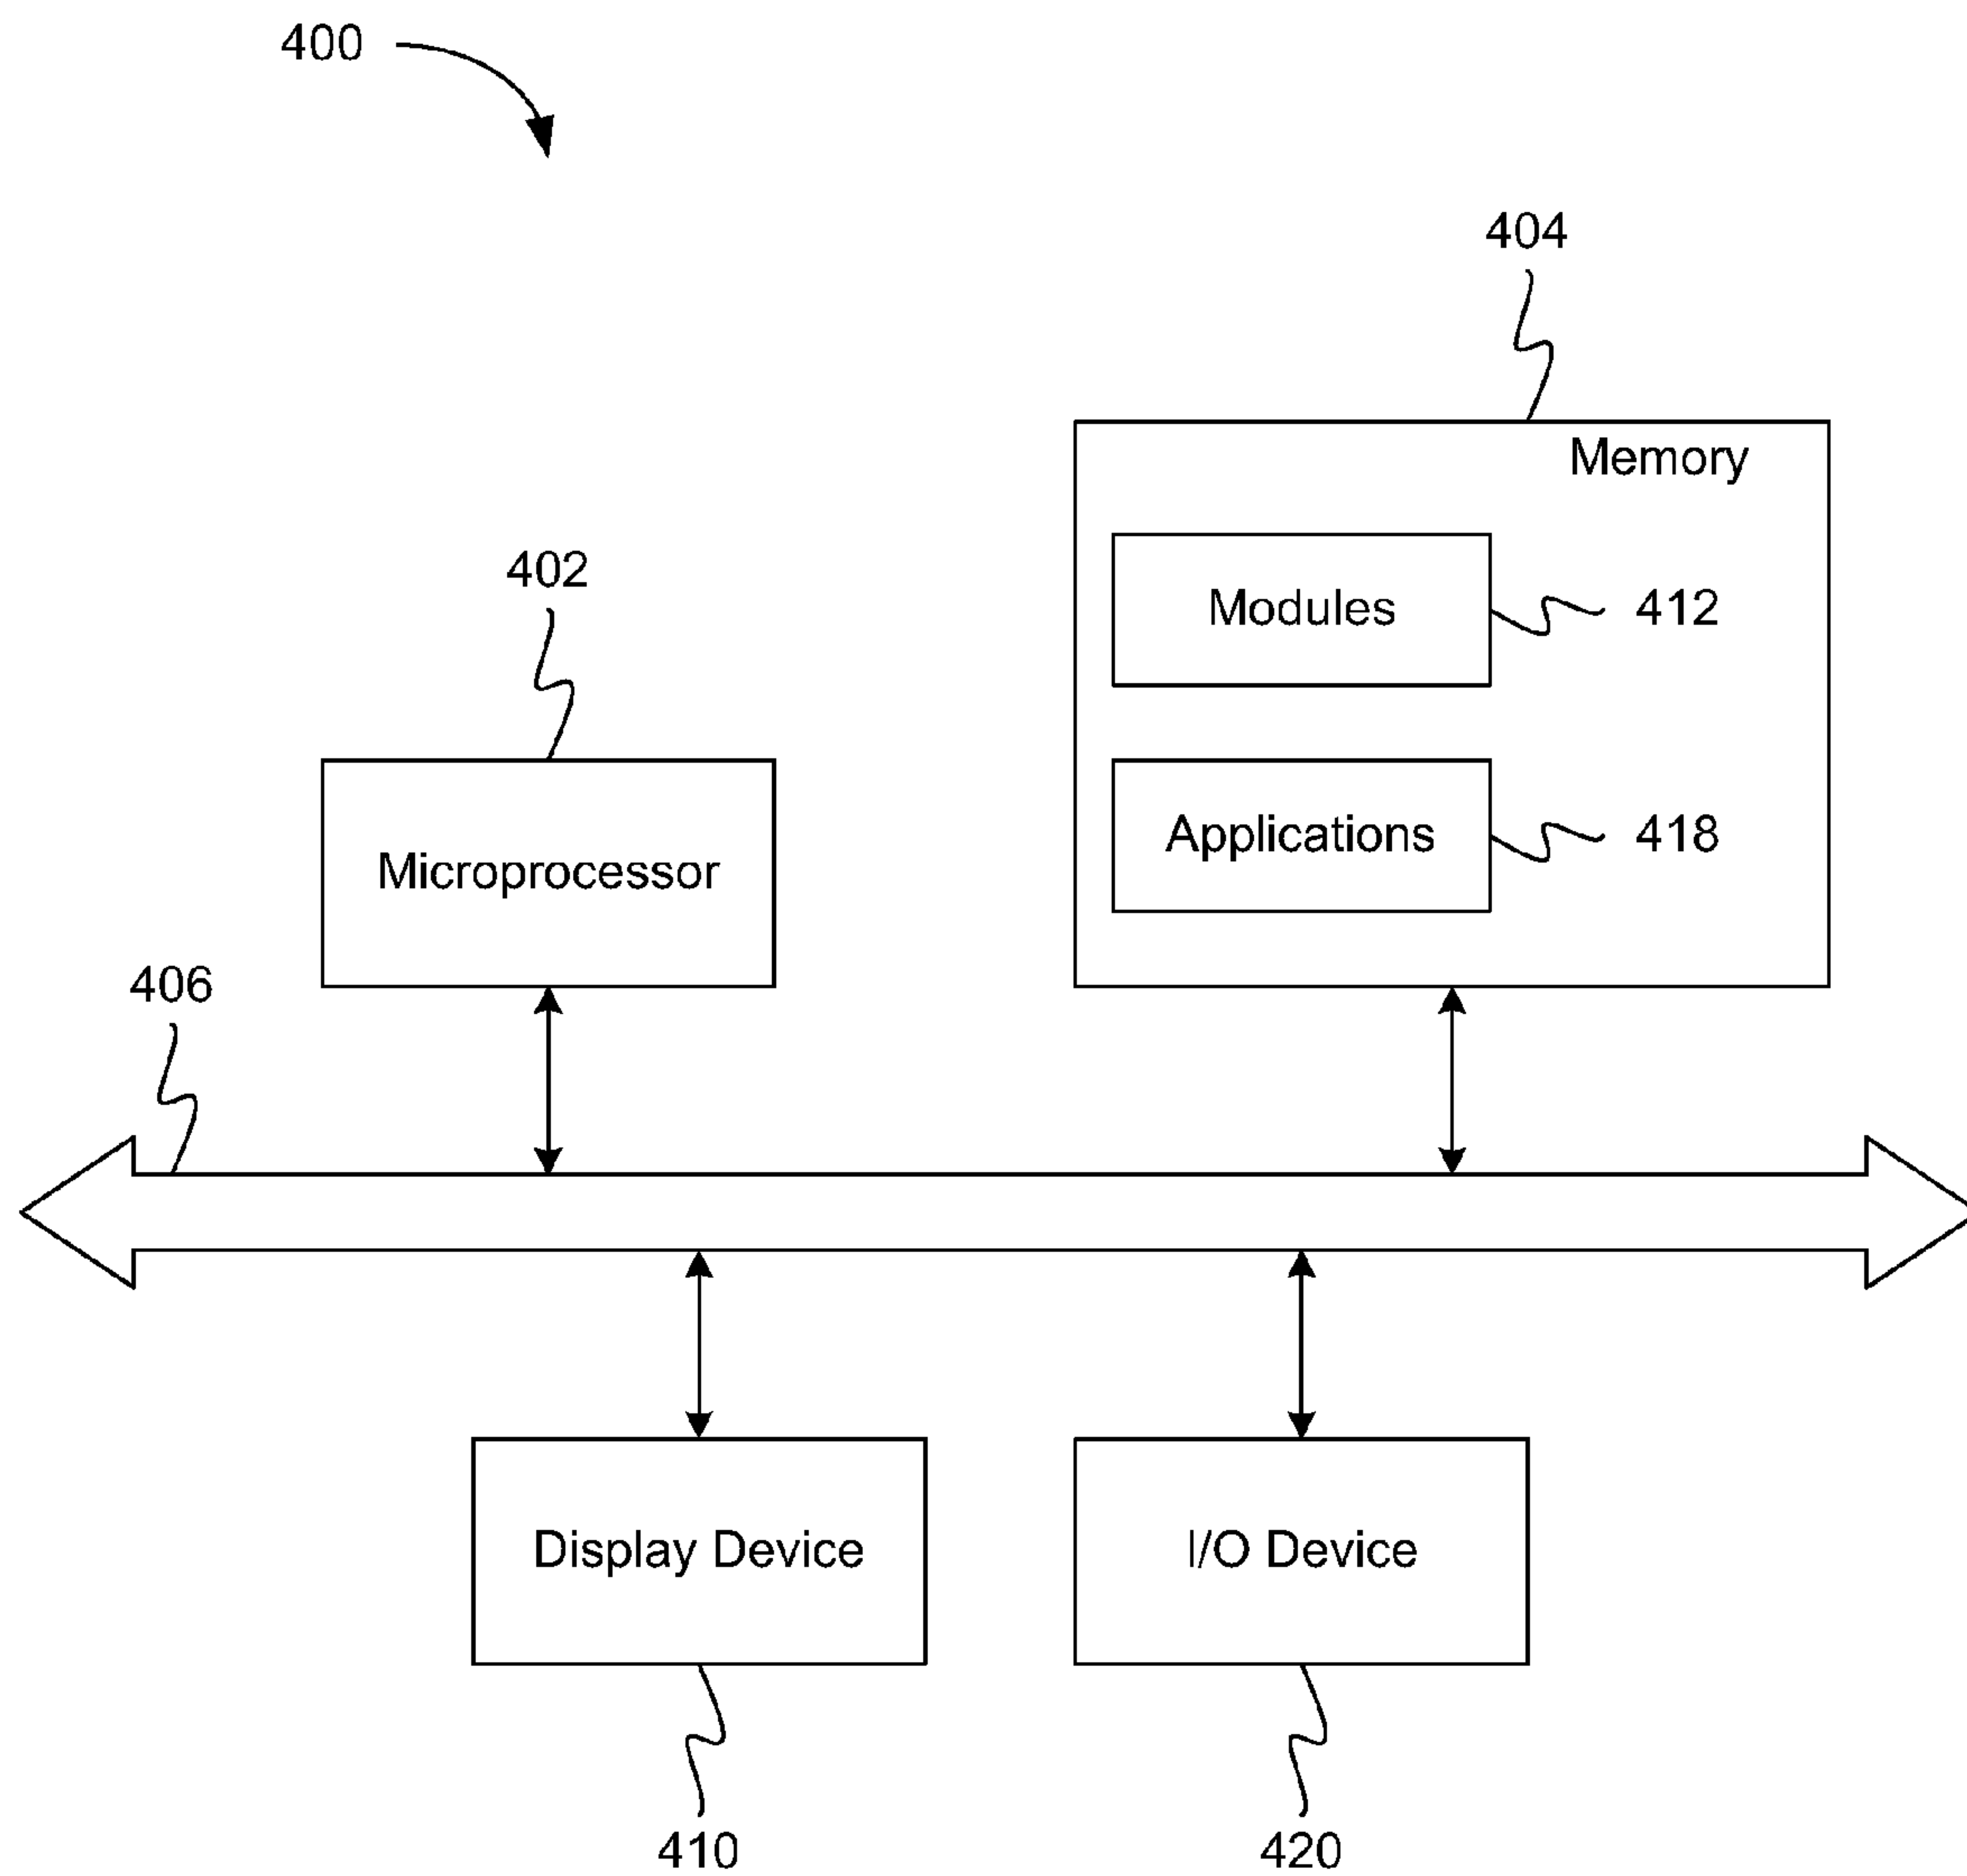 400
404
Memory
402
Modules
412
Applications
418
Microprocessor
406
Display Device
I/O Device
410
420